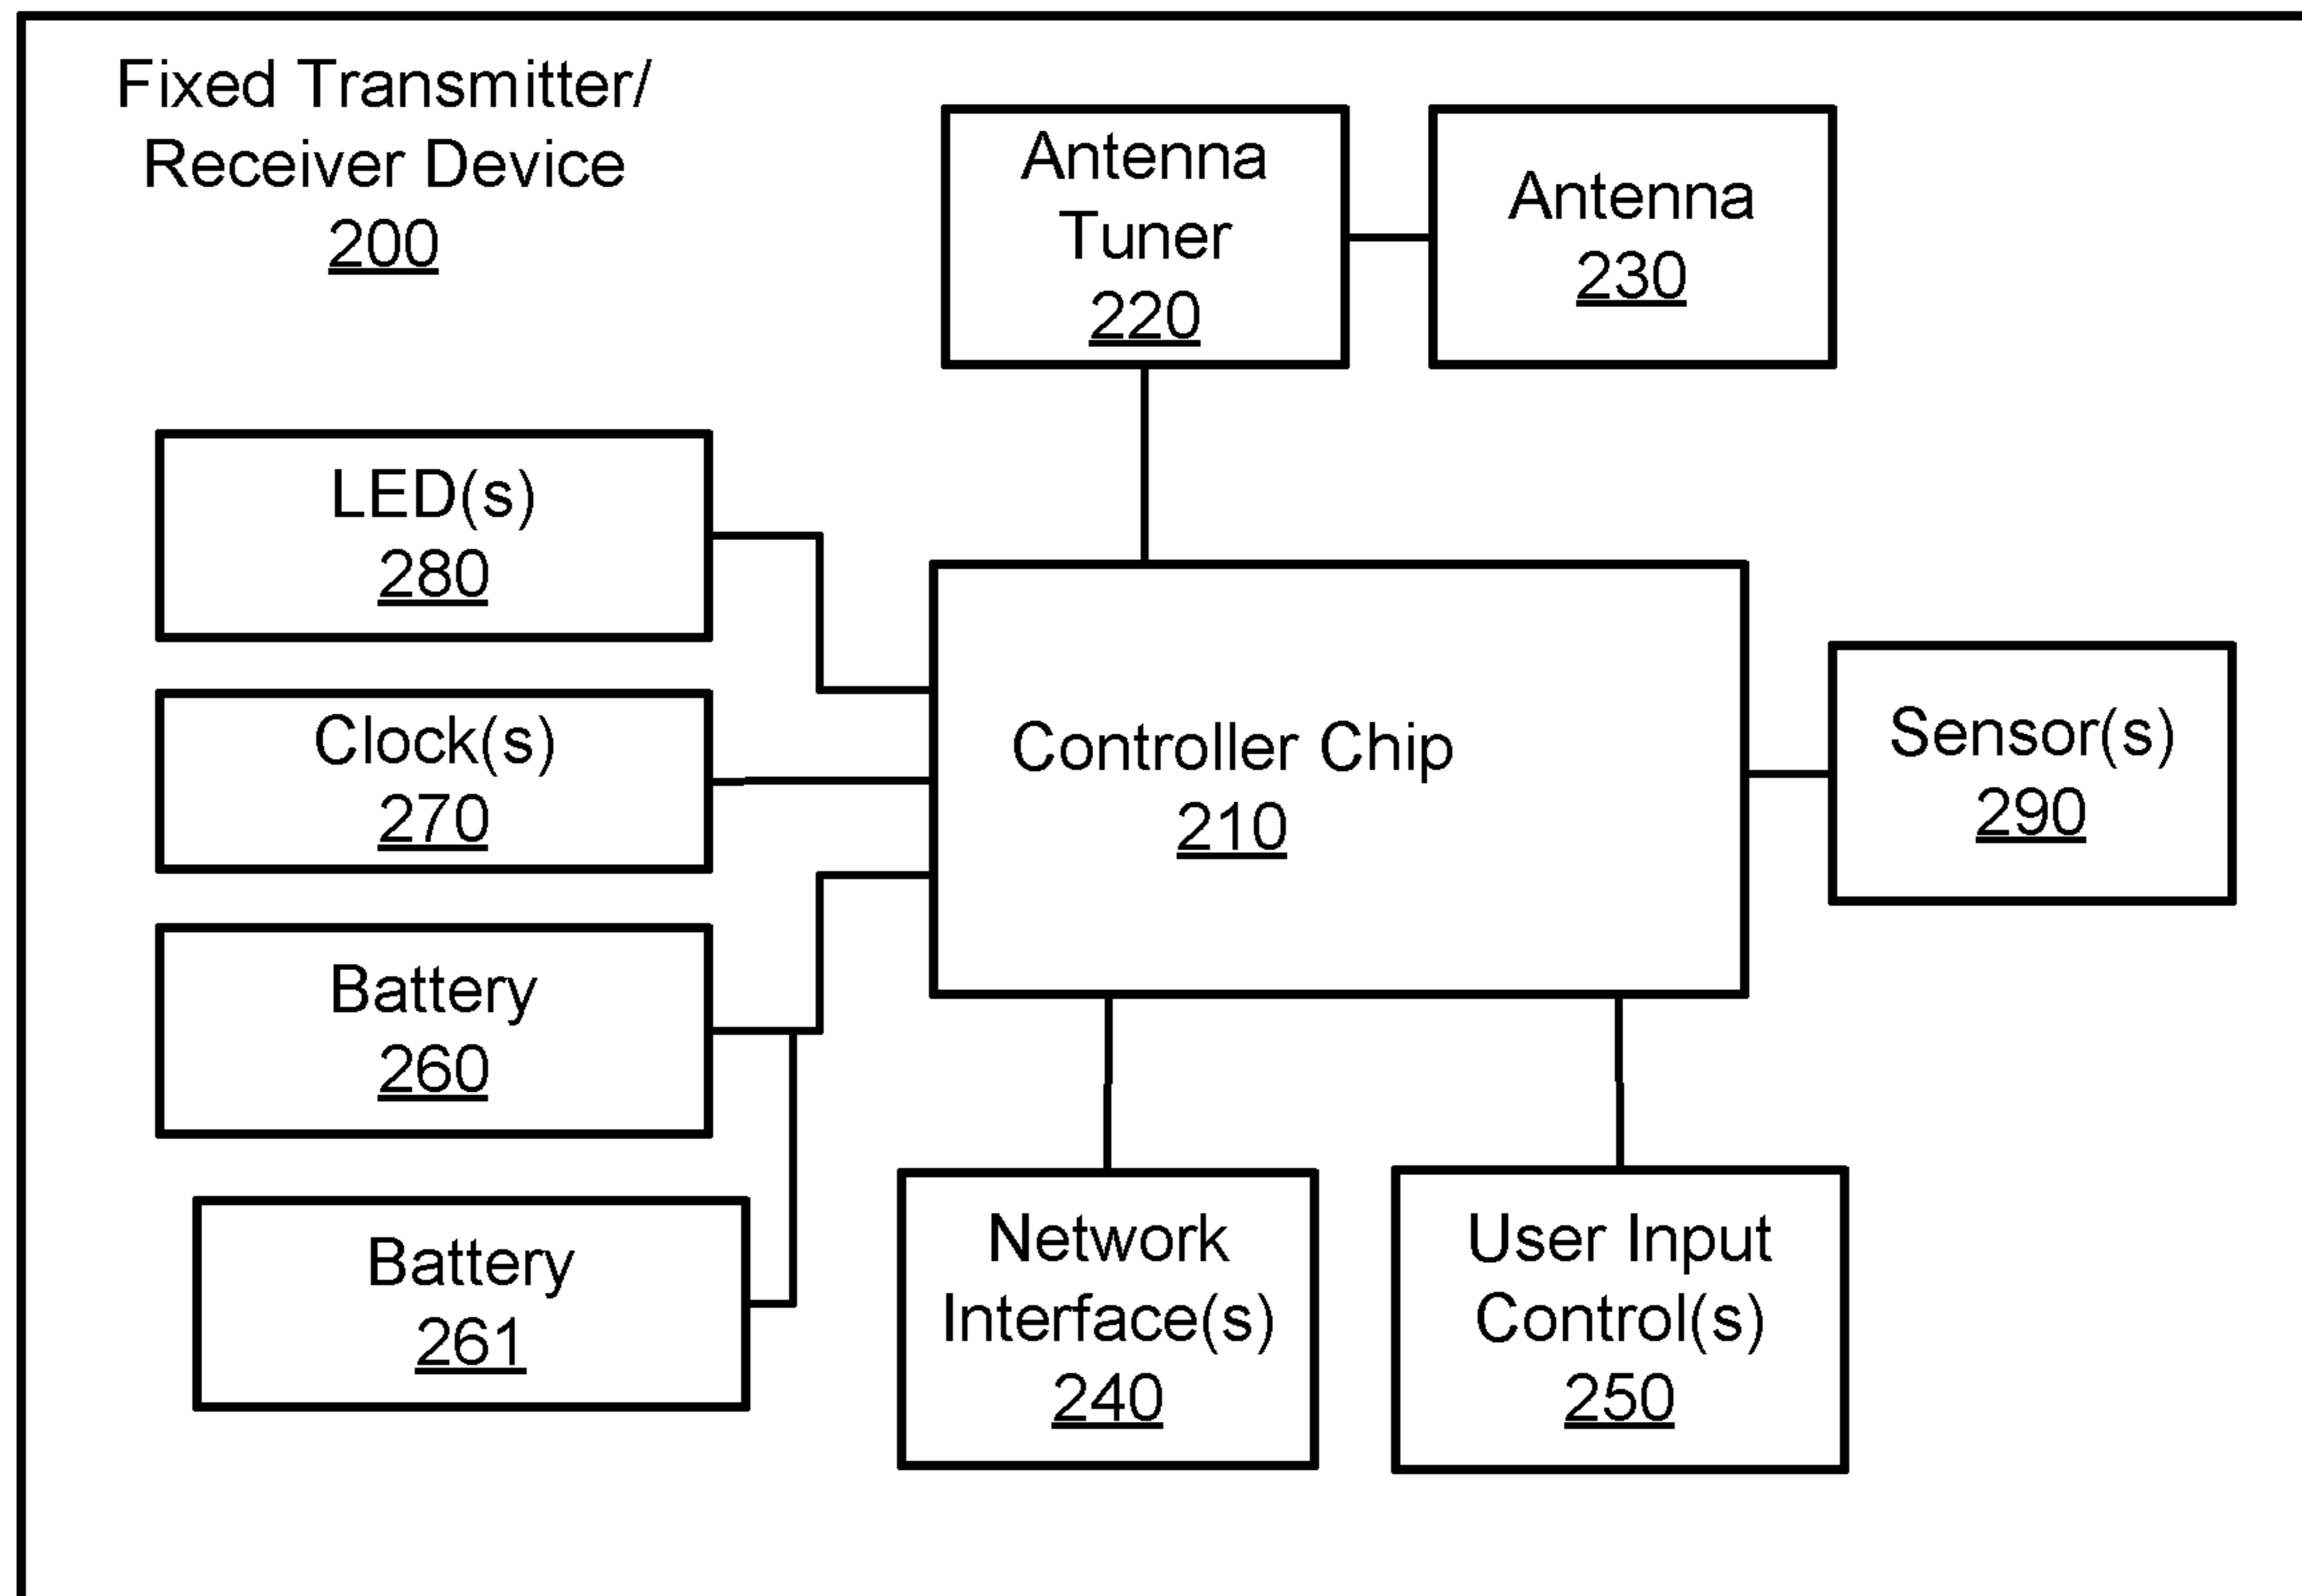 Fixed Transmitter/
Receiver Device
200
Antenna
Tuner
220
Antenna
230
LED(s)
280
Clock(s)
270
Controller Chip
210
Sensor(s)
290
Battery
260
Battery
261
Network
Interface(s)
240
User Input
Control(s)
250